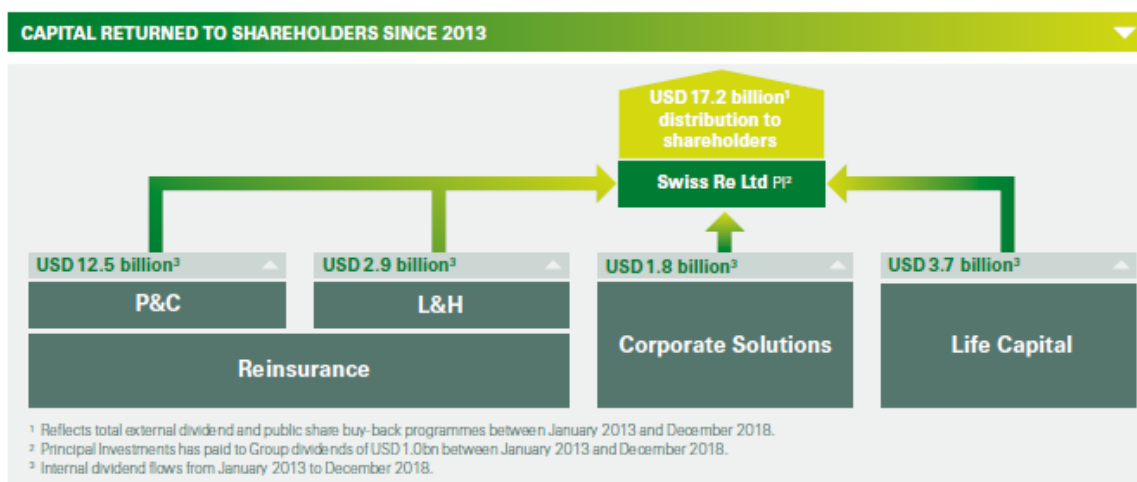 CAPITAL RETURNED TO SHAREHOLDERS SINCE 2013
USD 17.2 billion¹
distribution to
shareholders
Swiss Re Ltd PI²
USD 12.5 billion³
USD 2.9 billion³
USD 1.8 billion³
USD 3.7 billion³
P&C
L&H
Corporate Solutions
Life Capital
Reinsurance
¹ Reflects total external dividend and public share buy-back programmes between January 2013 and December 2018.
² Principal Investments has paid to Group dividends of USD 1.0bn between January 2013 and December 2018.
³ Internal dividend flows from January 2013 to December 2018.